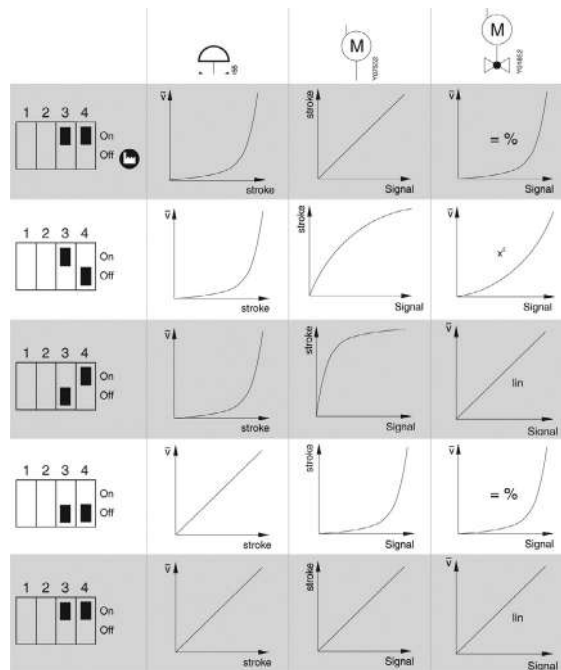 M
M
Y07552
1 2 3 4
On
Off
v̄
stroke
stroke
Signal
v̄
= %
Signal
1 2 3 4
On
Off
v̄
stroke
stroke
Signal
v̄
x²
Signal
1 2 3 4
On
Off
v̄
stroke
stroke
Signal
v̄
lin
Signal
1 2 3 4
On
Off
v̄
stroke
stroke
Signal
v̄
= %
Signal
1 2 3 4
On
Off
v̄
stroke
stroke
Signal
v̄
lin
Signal